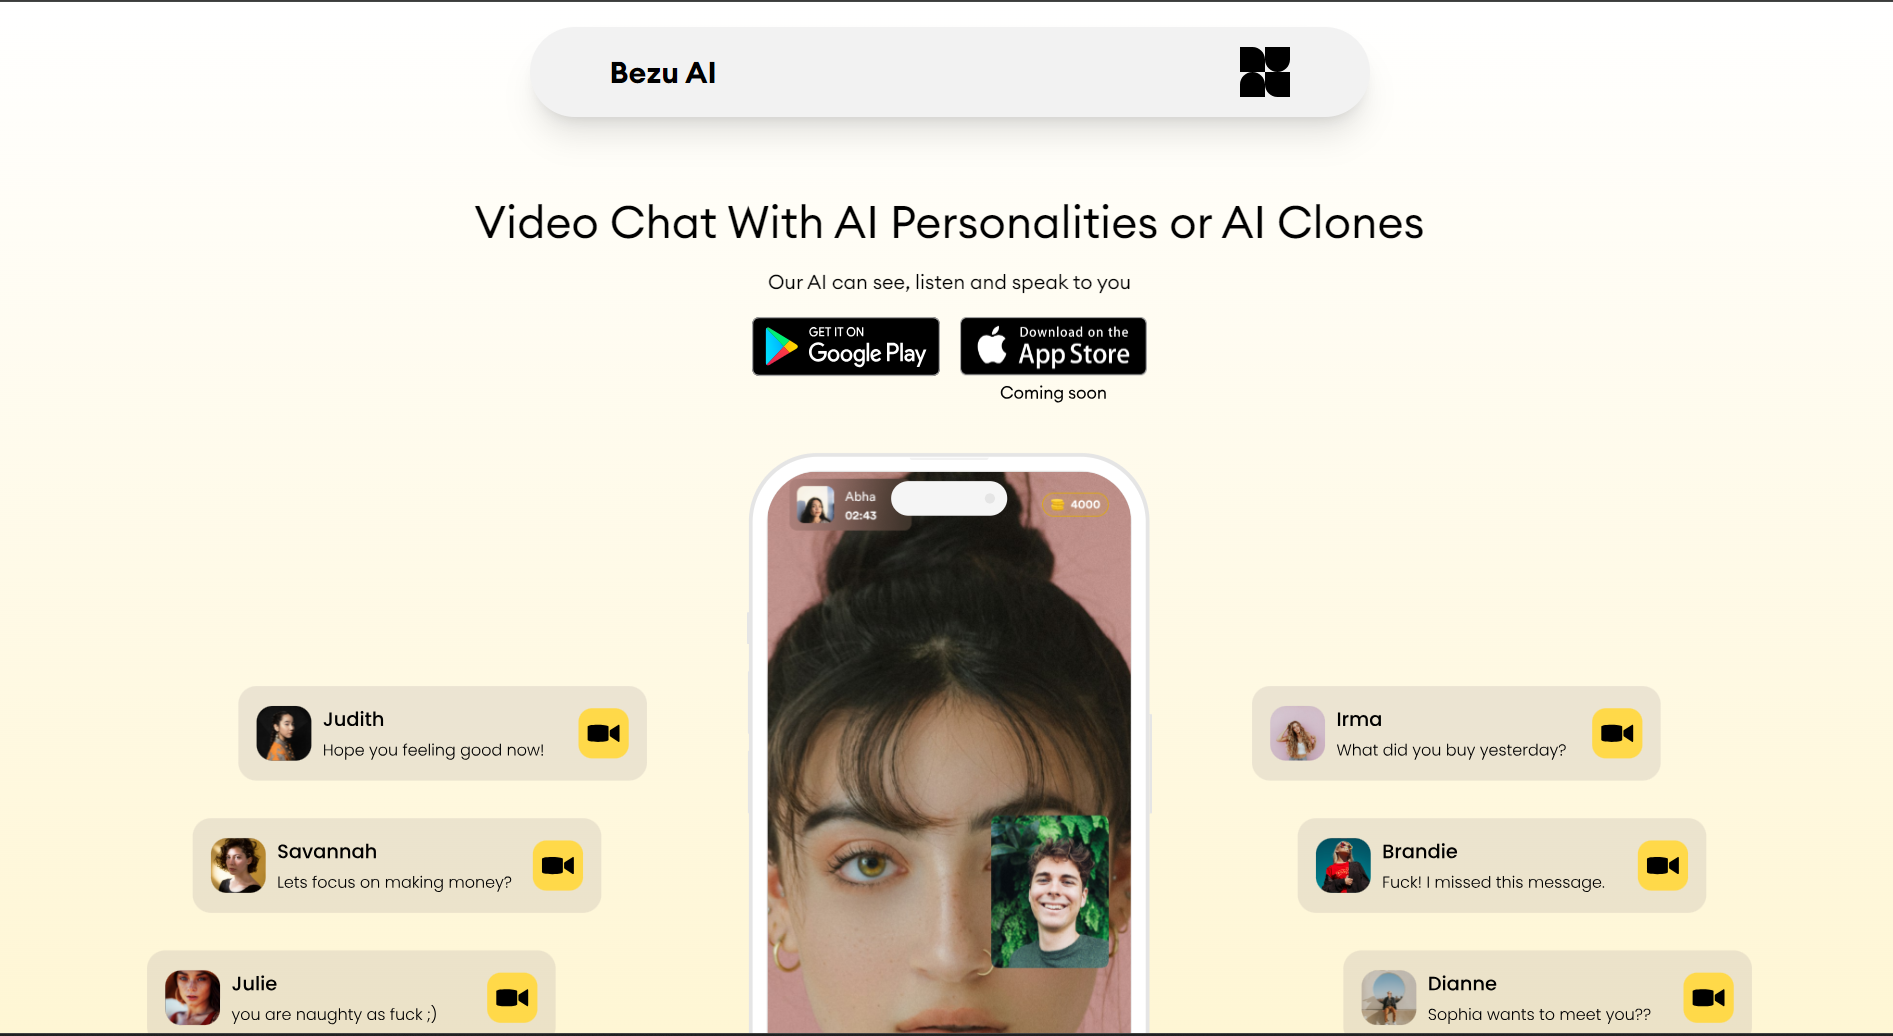 Bezu AI
Video Chat With AI Personalities or AI Clones
Our AI can see, listen and speak to you
GET IT ON
Google Play
Download on the
App Store
Coming soon
Abha
02:43
4000
Judith
Hope you feeling good now!
Savannah
Lets focus on making money?
Julie
you are naughty as fuck ;)
Irma
What did you buy yesterday?
Brandie
Fuck! I missed this message.
Dianne
Sophia wants to meet you??